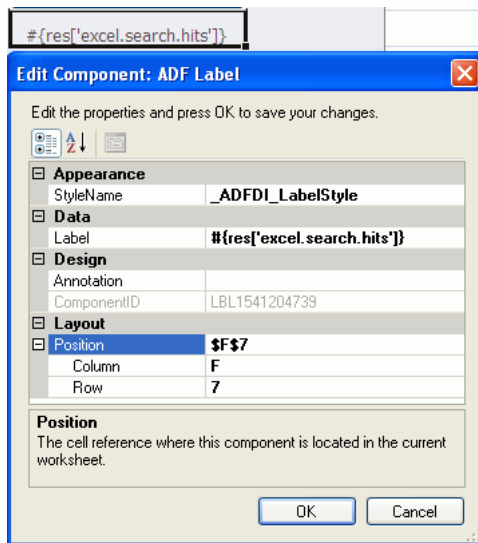 #{res['excel.search.hits']}
Edit Component: ADF Label
Edit the properties and press OK to save your changes.
Appearance
StyleName _ADFDI_LabelStyle
Data
Label #{res['excel.search.hits']}
Design
Annotation
ComponentID LBL1541204739
Layout
Position $F$7
Column F
Row 7
Position
The cell reference where this component is located in the current
worksheet.
OK Cancel